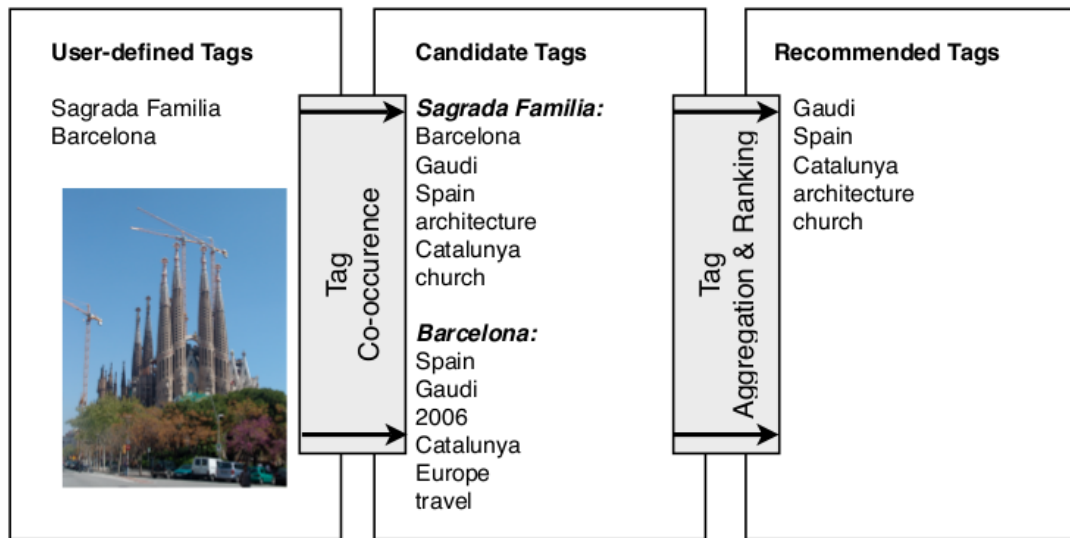 User-defined Tags
Sagrada Familia
Barcelona
Tag
Co-occurence
Candidate Tags
Sagrada Familia:
Barcelona
Gaudi
Spain
architecture
Catalunya
church
Barcelona:
Spain
Gaudi
2006
Catalunya
Europe
travel
Tag
Aggregation & Ranking
Recommended Tags
Gaudi
Spain
Catalunya
architecture
church